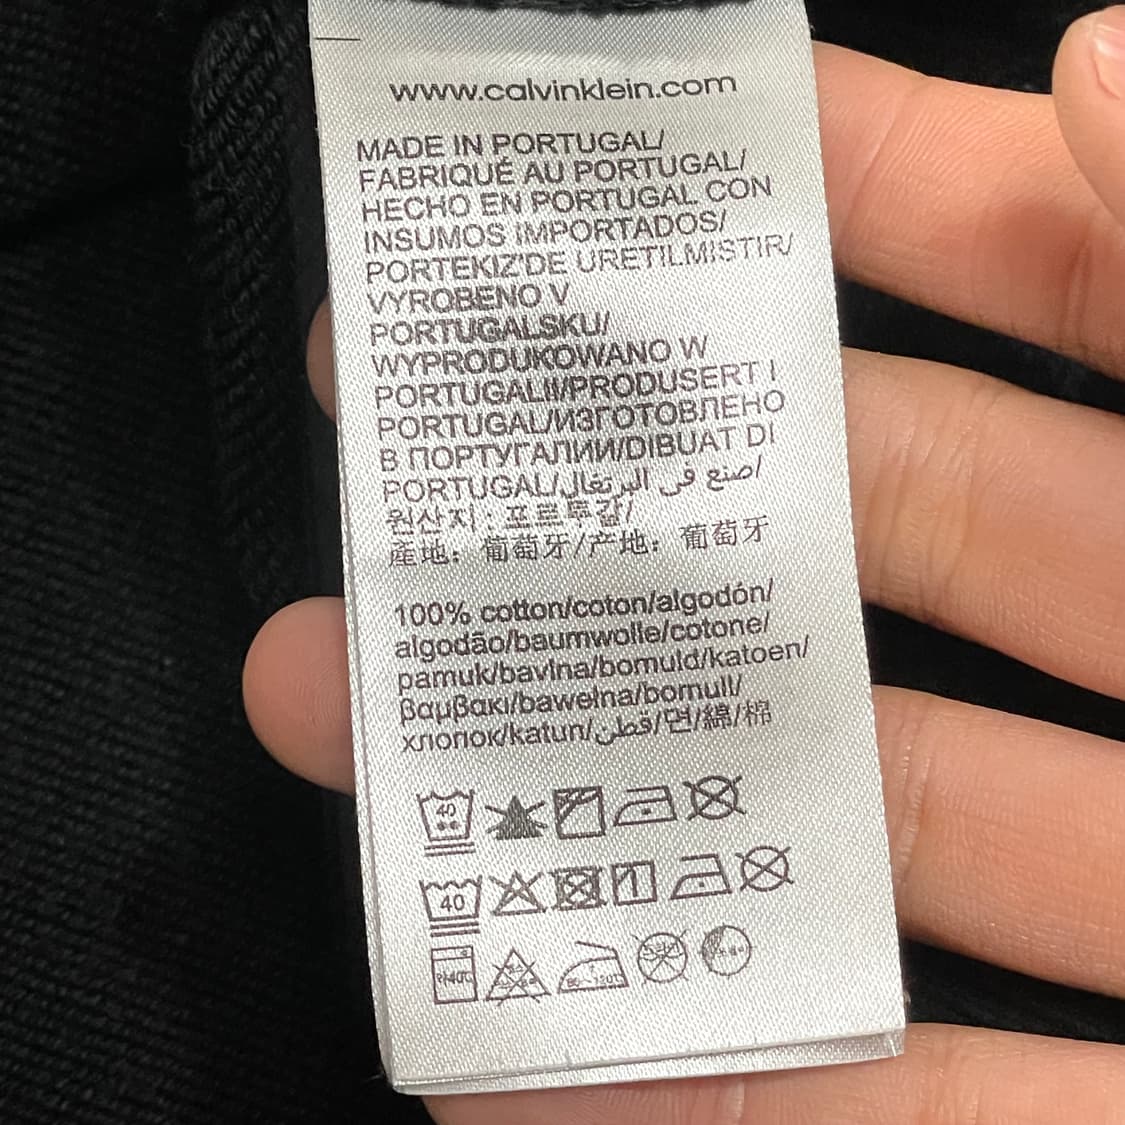 www.calvinklein.com
MADE IN PORTUGAL/
FABRIQUÉ AU PORTUGAL/
HECHO EN PORTUGAL CON
INSUMOS IMPORTADOS/
PORTEKIZ'DE URETILMISTIR/
VYROBENO V
PORTUGALSKU/
WYPRODUKOWANO W
PORTUGALII/PRODUSERT I
PORTUGAL/ИЗГОТОВЛЕНО
В ПОРТУГАЛИИ/DIBUAT DI
PORTUGAL/اصنع فى البرتغال
원산지: 포르투갈/
產地: 葡萄牙/产地: 葡萄牙
100% cotton/coton/algodón/
algodão/baumwolle/cotone/
pamuk/bavlna/bomuld/katoen/
βαμβακι/bawełna/bomull/
хлопок/katun/قطن/면/綿/棉
40